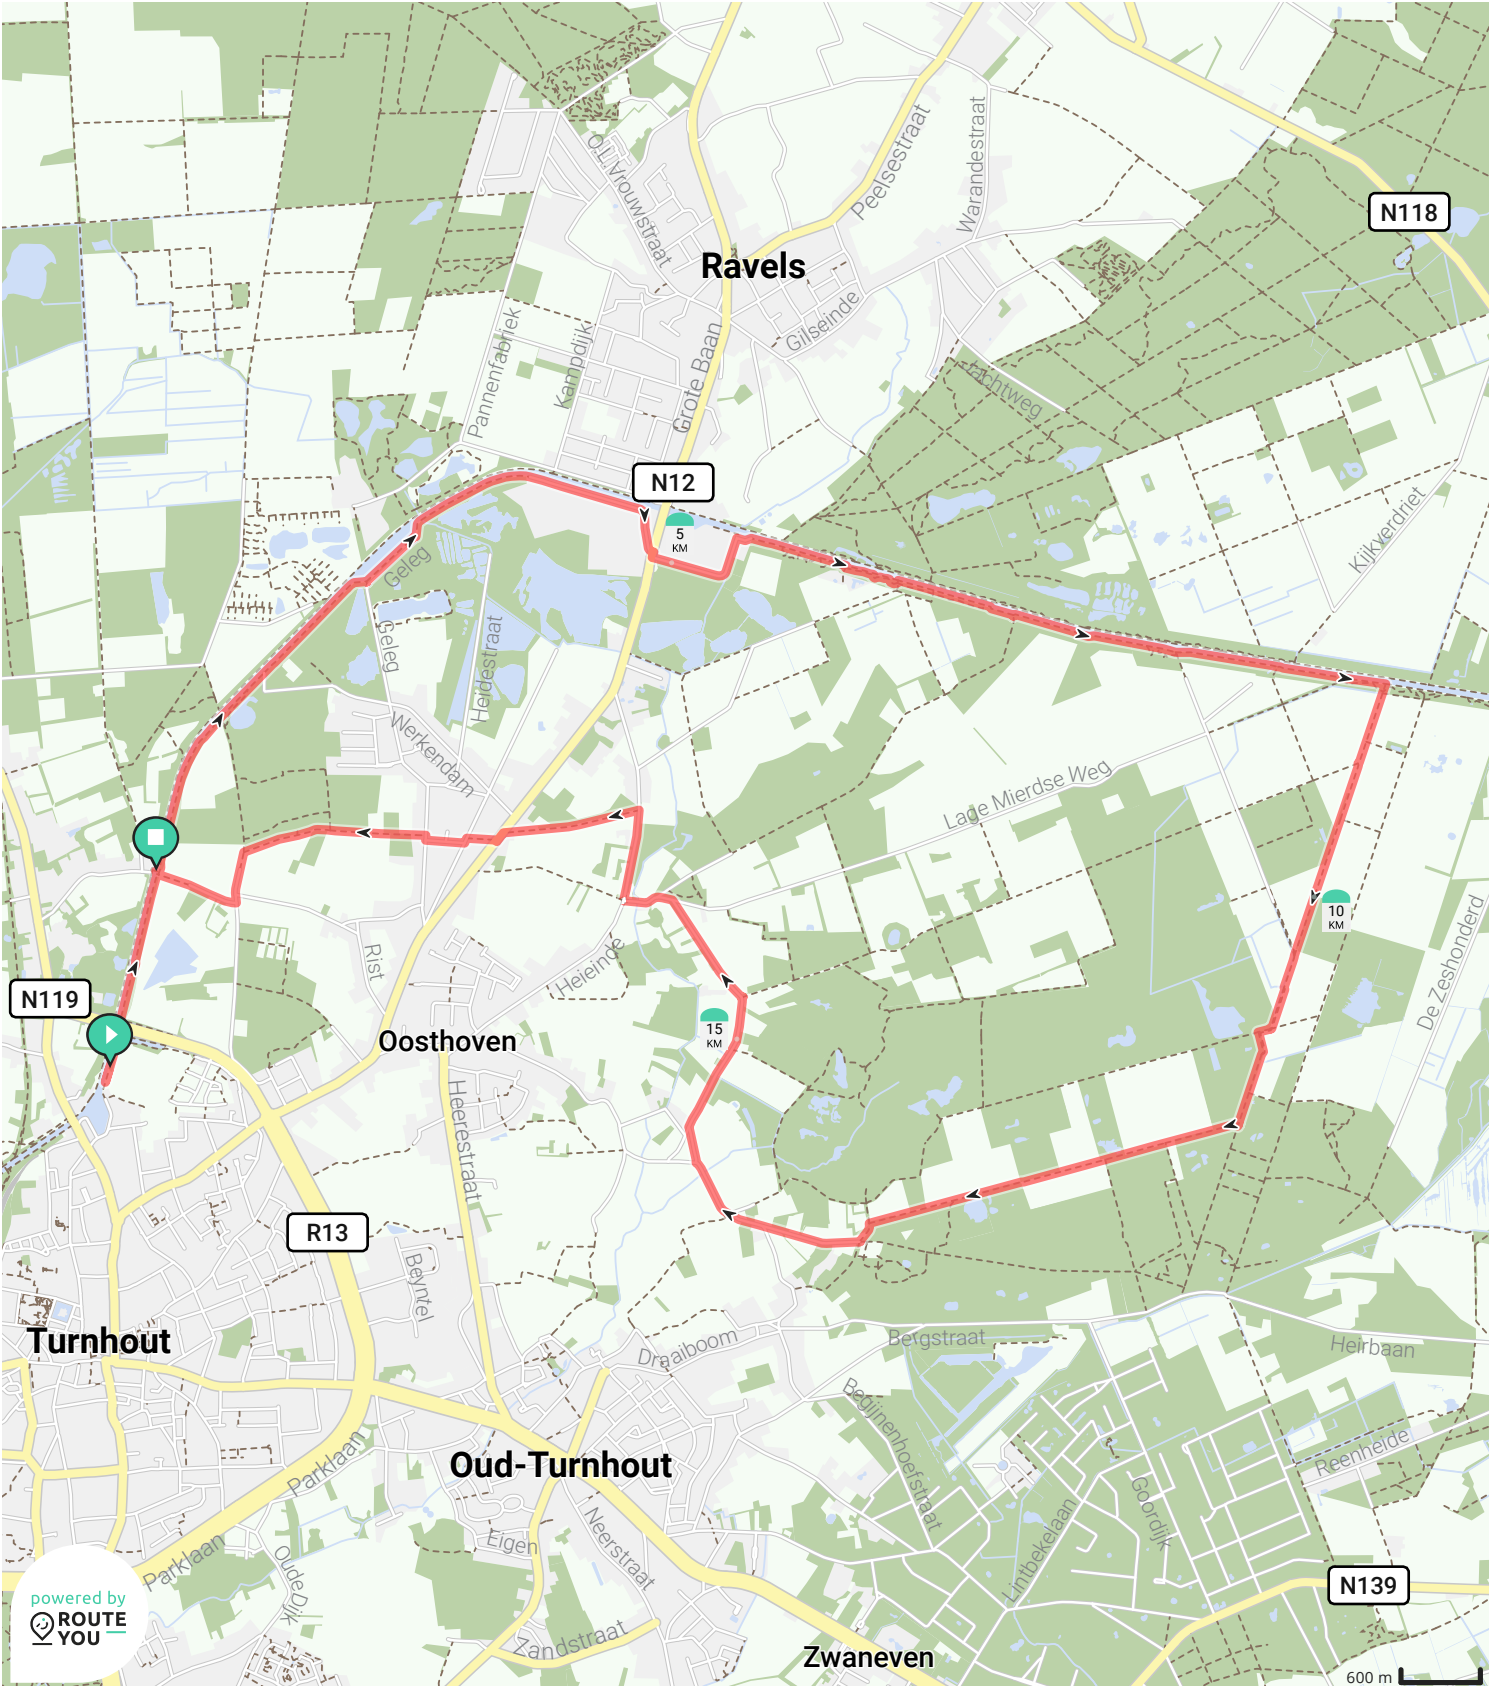 N118
O.L.Vrouwstraat
Peelsestraat
Warandestraat
Ravels
Gilseinde
Pannenfabriek
Kampdijk
Grote Baan
Jachtweg
N12
5
KM
Kijkverdriet
Geleg
Geleg
Heidestraat
Werkendam
Lage Mierdse Weg
10
KM
De Zeshonderd
Rist
Heieinde
N119
15
KM
Oosthoven
Heerestraat
R13
Beyntel
Turnhout
Draaiboom
Bergstraat
Heirbaan
Begijnenhoefstraat
Parklaan
Oud-Turnhout
Reenheide
Goordijk
Eigen
Neerstraat
Lintbekelaan
Parklaan
Oude Dijk
N139
powered by
ROUTE
YOU
Zandstraat
Zwaneven
600 m